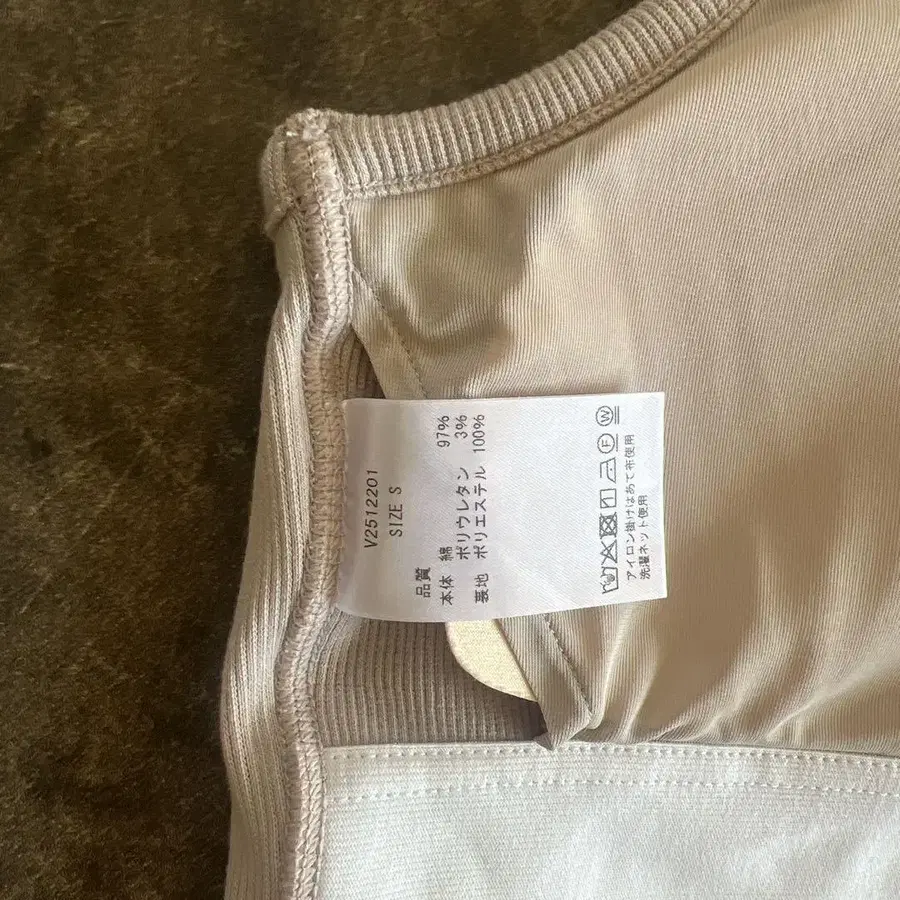 V2512201
SIZE S
品質
本体 綿 97%
ポリウレタン 3%
裏地 ポリエステル 100%
アイロン掛けはあて布使用
洗濯ネット使用